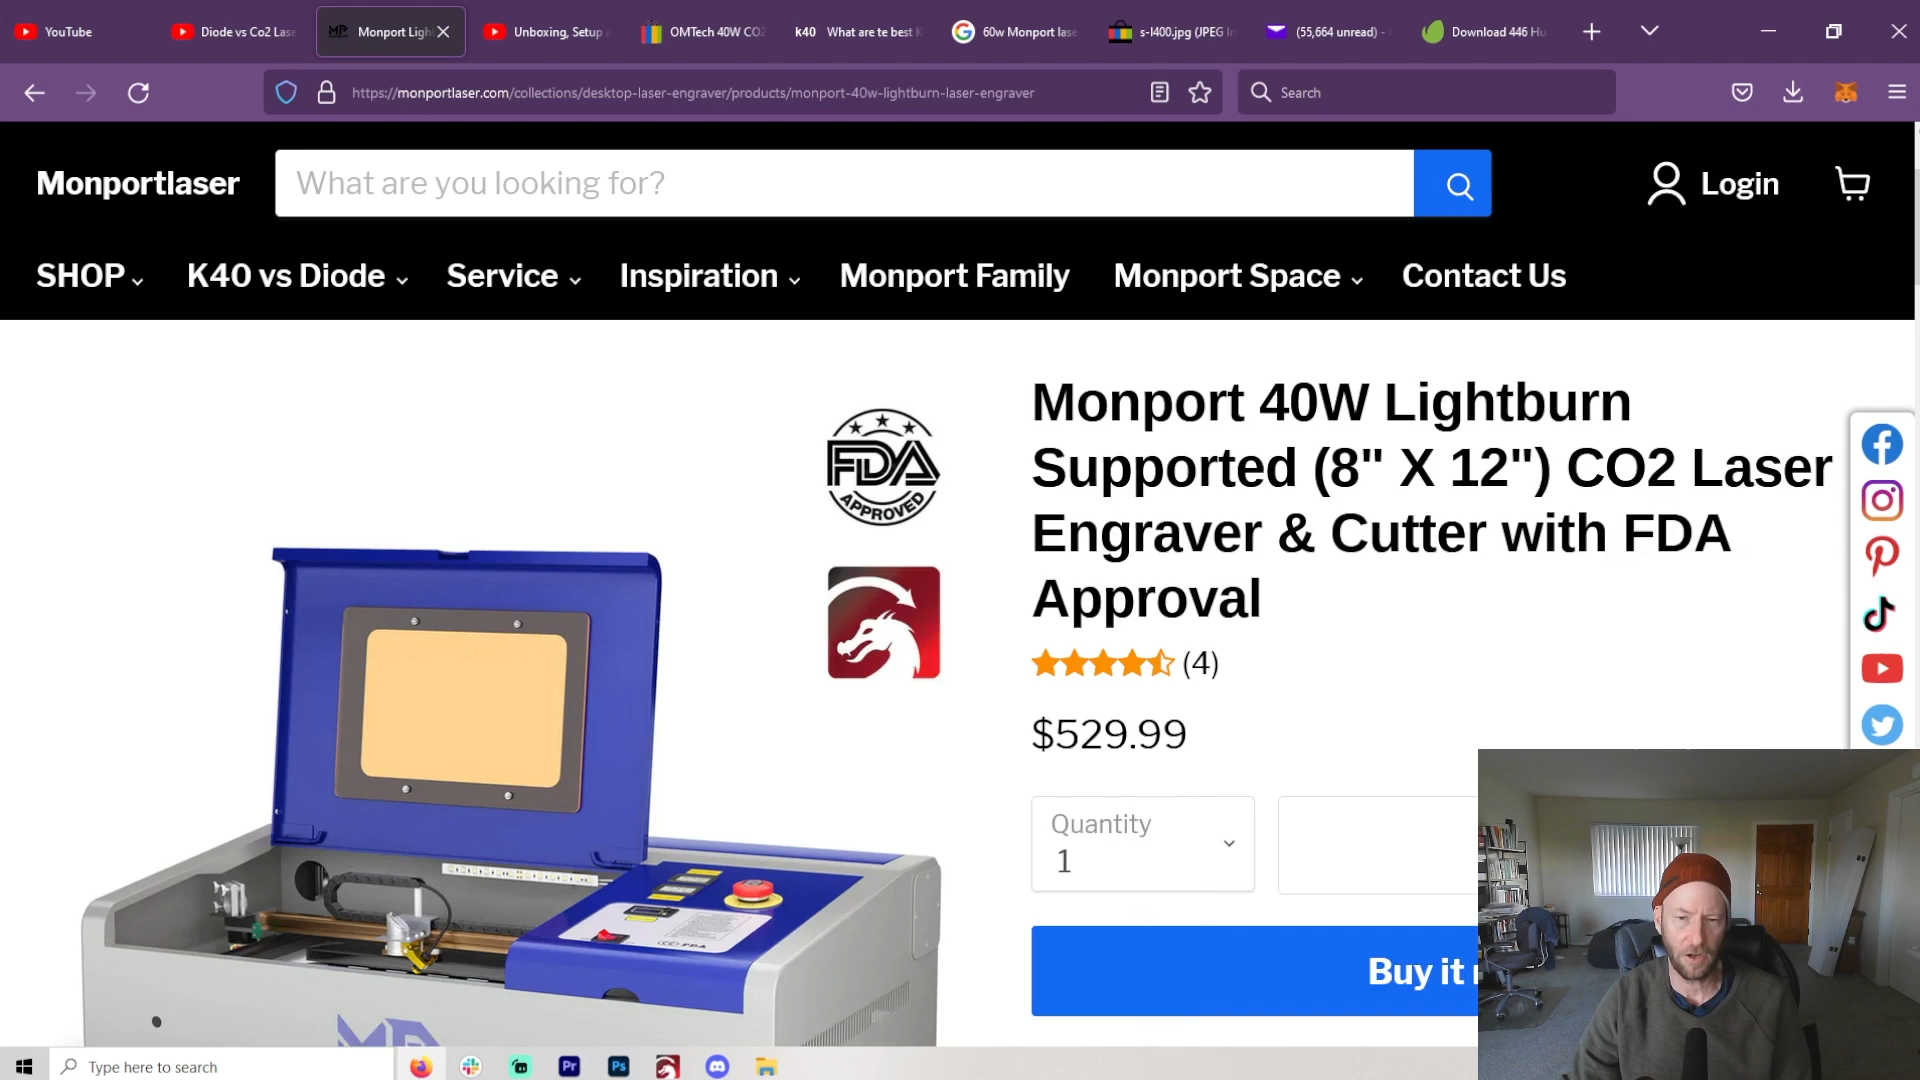 YouTube
Diode vs Co2 Lase
Monport Ligh
Unboxing, Setup
OMTech 40W CO2
k40 What are te best K
60w Monport lase
s-l400.jpg (JPEG I
(55,664 unread) -
Download 446 Hu
https://monportlaser.com/collections/desktop-laser-engraver/products/monport-40w-lightburn-laser-engraver
Search
Monportlaser
What are you looking for?
Login
SHOP
K40 vs Diode
Service
Inspiration
Monport Family
Monport Space
Contact Us
FDA
APPROVED
Monport 40W Lightburn
Supported (8" X 12") CO2 Laser
Engraver & Cutter with FDA
Approval
(4)
$529.99
Quantity
1
Buy it
FDA
Type here to search
Pr
Ps